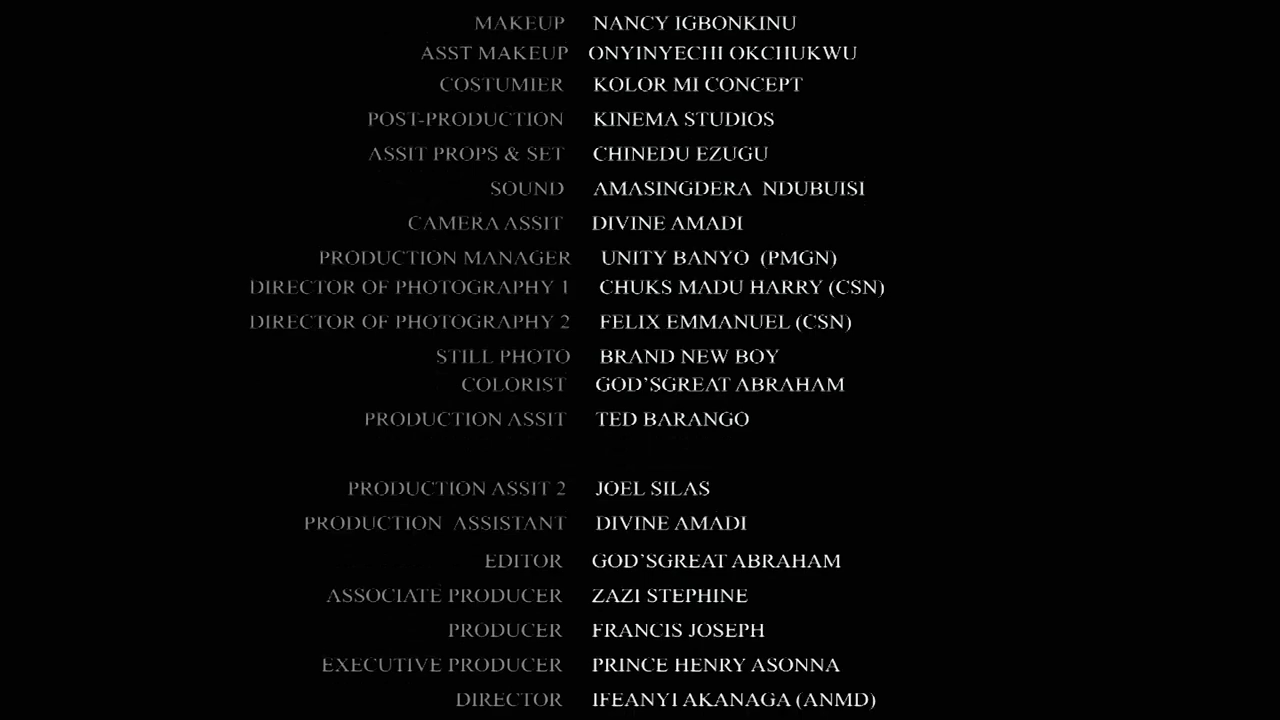 MAKEUP NANCY IGBONKINU
ASST MAKEUP ONYINYECHI OKCHUKWU
COSTUMIER KOLOR MI CONCEPT
POST-PRODUCTION KINEMA STUDIOS
ASSIT PROPS & SET CHINEDU EZUGU
SOUND AMASINGDERA NDUBUISI
CAMERA ASSIT DIVINE AMADI
PRODUCTION MANAGER UNITY BANYO (PMGN)
DIRECTOR OF PHOTOGRAPHY 1 CHUKS MADU HARRY (CSN)
DIRECTOR OF PHOTOGRAPHY 2 FELIX EMMANUEL (CSN)
STILL PHOTO BRAND NEW BOY
COLORIST GOD'SGREAT ABRAHAM
PRODUCTION ASSIT TED BARANGO
PRODUCTION ASSIT 2 JOEL SILAS
PRODUCTION ASSISTANT DIVINE AMADI
EDITOR GOD'SGREAT ABRAHAM
ASSOCIATE PRODUCER ZAZI STEPHINE
PRODUCER FRANCIS JOSEPH
EXECUTIVE PRODUCER PRINCE HENRY ASONNA
DIRECTOR IFEANYI AKANAGA (ANMD)